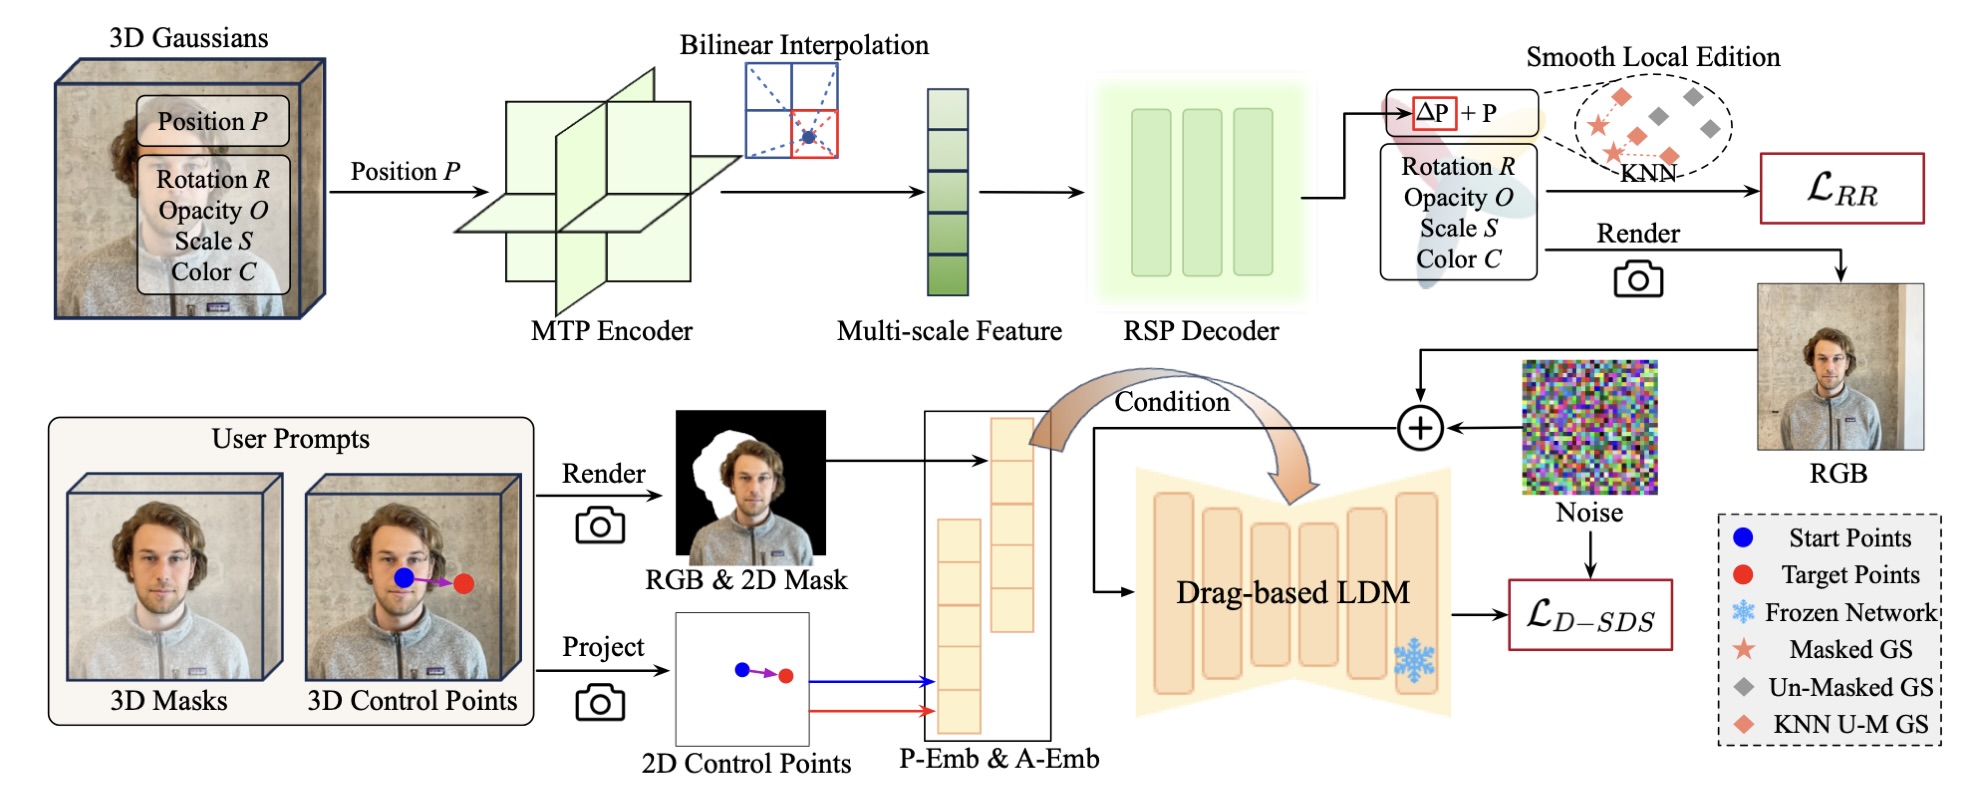 3D Gaussians
Position P
Rotation R
Opacity O
Scale S
Color C
Position P
MTP Encoder
Bilinear Interpolation
Multi-scale Feature
RSP Decoder
ΔP + P
Rotation R
Opacity O
Scale S
Color C
Smooth Local Edition
KNN
ℒ_{RR}
Render
RGB
User Prompts
3D Masks
3D Control Points
Render
RGB & 2D Mask
Project
2D Control Points
P-Emb & A-Emb
Condition
Drag-based LDM
Noise
ℒ_{D−SDS}
Start Points
Target Points
Frozen Network
Masked GS
Un-Masked GS
KNN U-M GS